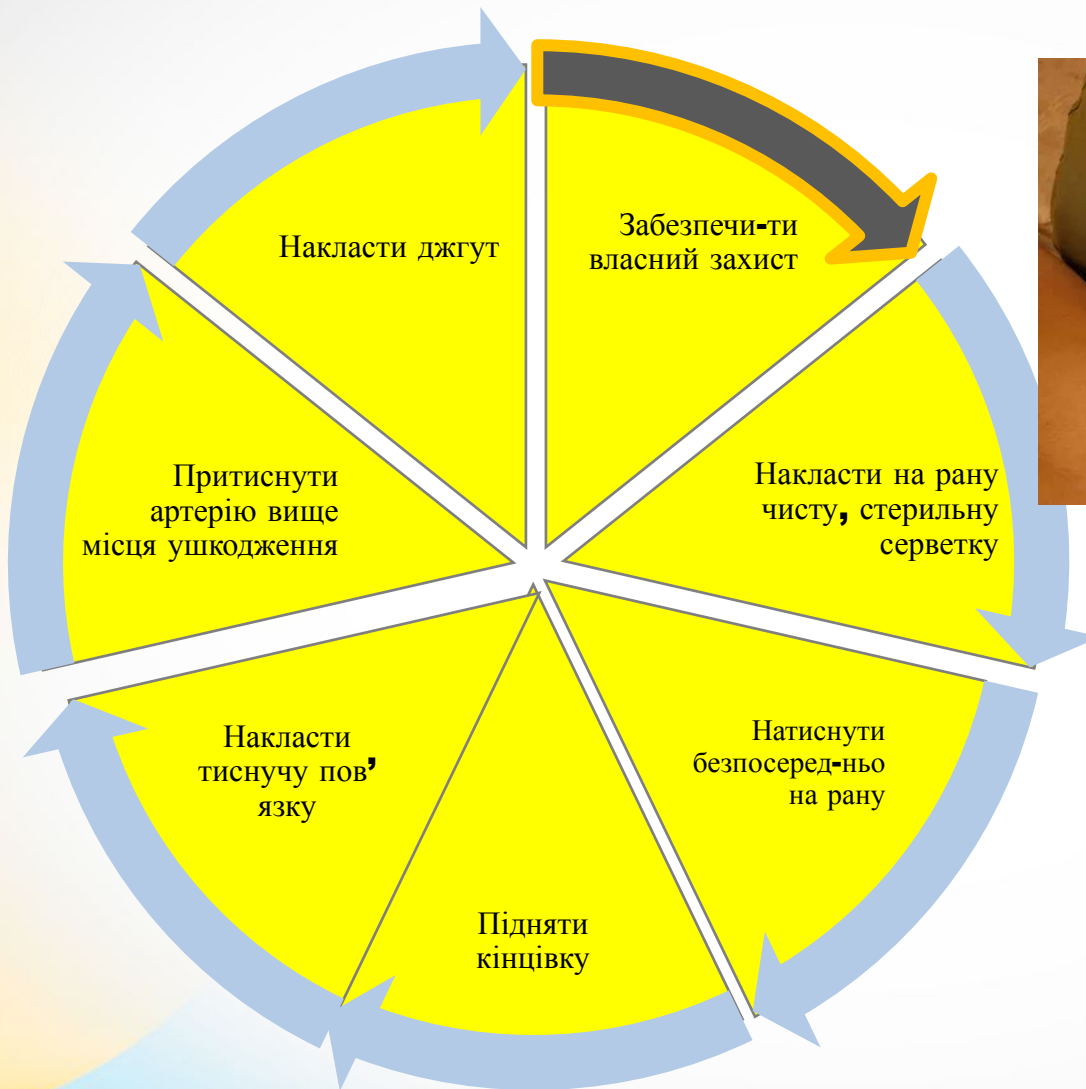 Забезпечи-ти
власний захист
Накласти на рану
чисту, стерильну
серветку
Натиснути
безпосеред-ньо
на рану
Підняти
кінцівку
Накласти
тиснучу пов’
язку
Притиснути
артерію вище
місця ушкодження
Накласти джгут